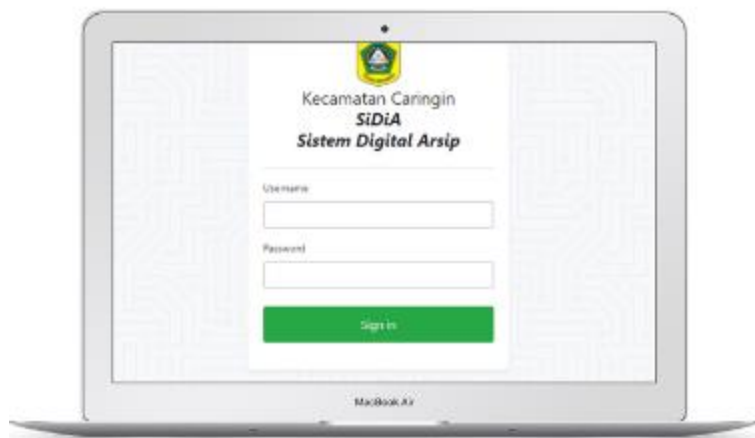 Kecamatan Caringin
SiDiA
Sistem Digital Arsip
Username
Password
Sign in
MacBook Air